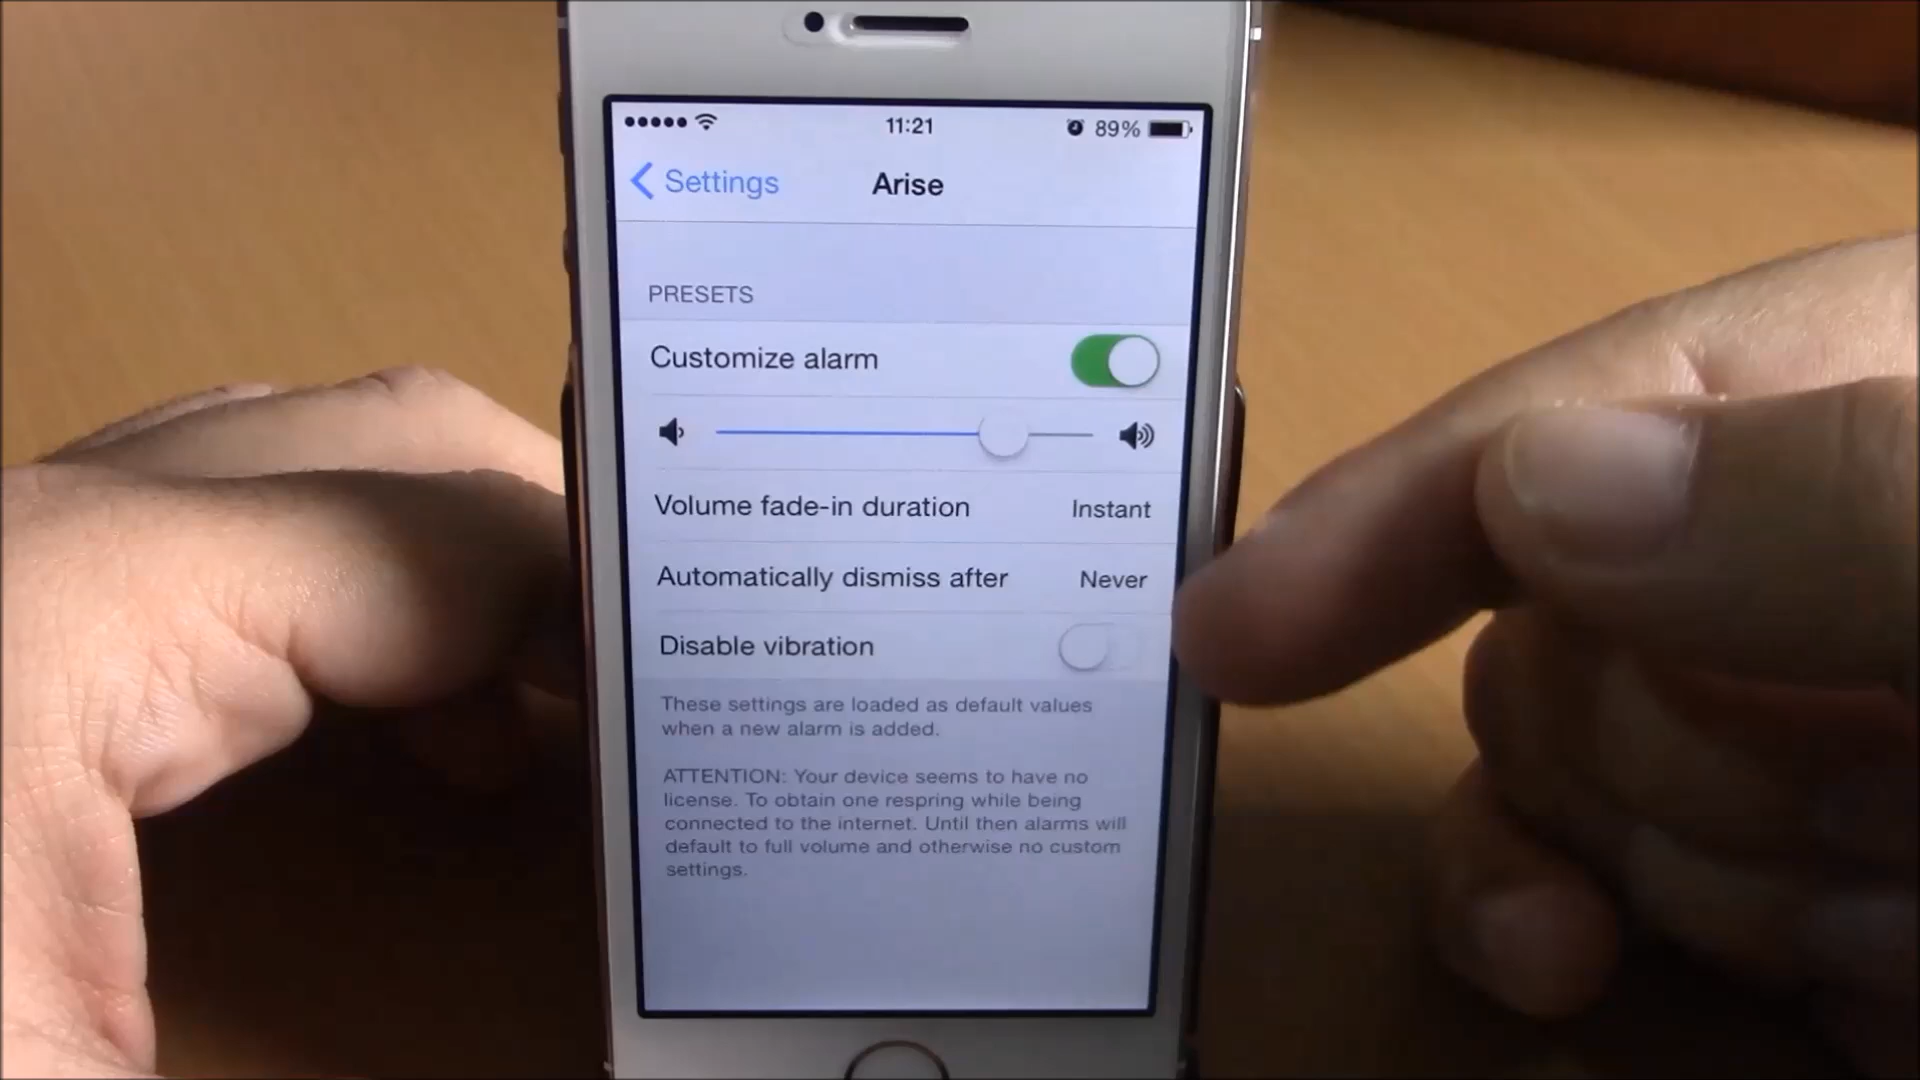 11:21
89%
Settings
Arise
PRESETS
Customize alarm
Volume fade-in duration Instant
Automatically dismiss after Never
Disable vibration
These settings are loaded as default values
when a new alarm is added.
ATTENTION: Your device seems to have no
license. To obtain one respring while being
connected to the internet. Until then alarms will
default to full volume and otherwise no custom
settings.